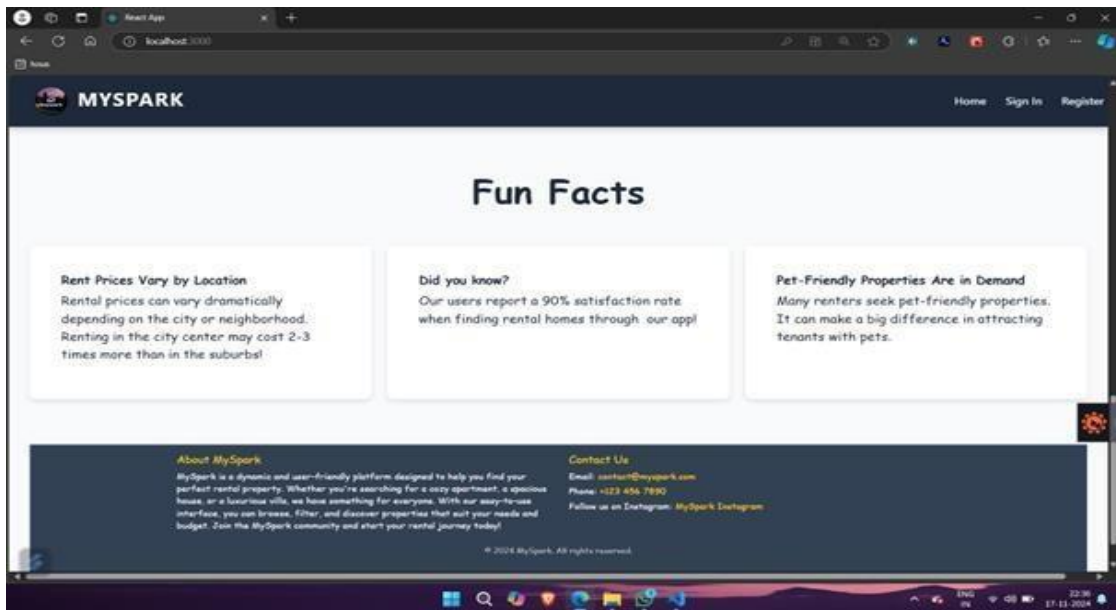 React App
localhost:3000
MYSPARK
Home Sign In Register
Fun Facts
Rent Prices Vary by Location
Rental prices can vary dramatically
depending on the city or neighborhood.
Renting in the city center may cost 2-3
times more than in the suburbs!
Did you know?
Our users report a 90% satisfaction rate
when finding rental homes through our app!
Pet-Friendly Properties Are in Demand
Many renters seek pet-friendly properties.
It can make a big difference in attracting
tenants with pets.
About MySpark
MySpark is a dynamic and user-friendly platform designed to help you find your
perfect rental property. Whether you're searching for a cozy apartment, a spacious
house, or a luxurious villa, we have something for everyone. With our easy-to-use
interface, you can browse, filter, and discover properties that suit your needs and
budget. Join the MySpark community and start your rental journey today!
Contact Us
Email: contact@myspark.com
Phone: +123 456 7890
Follow us on Instagram: MySpark Instagram
© 2024 MySpark. All rights reserved.
ENG
IN
22:36
17-11-2024